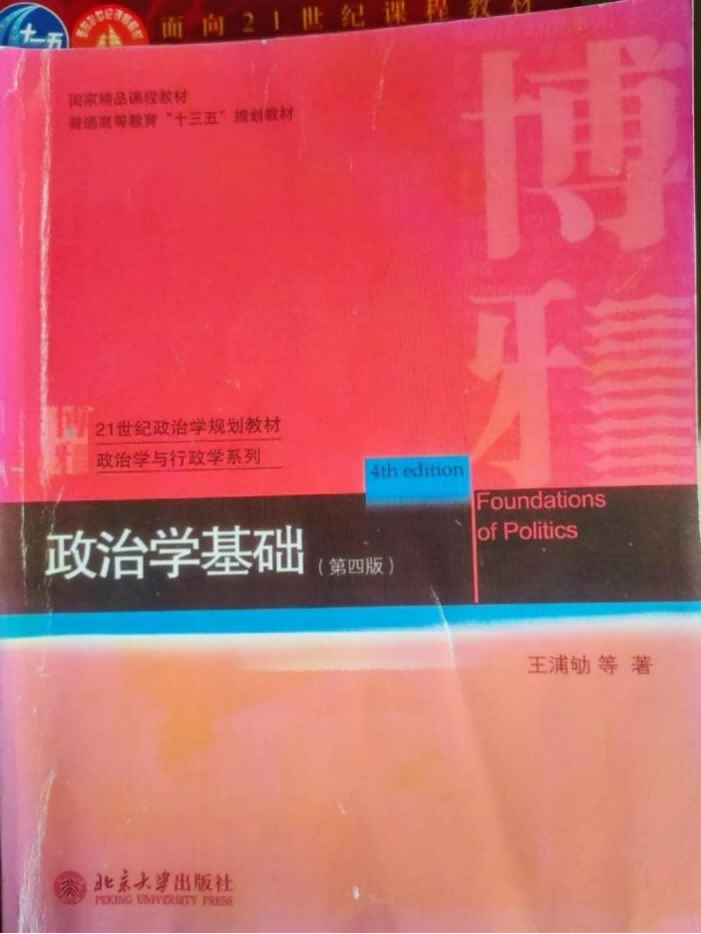 十一五
面向21世纪课程教材
国家精品课程教材
普通高等教育“十三五”规划教材
博雅
21世纪政治学规划教材
政治学与行政学系列
4th edition
Foundations
of Politics
政治学基础(第四版)
王浦劬 等 著
北京大学出版社
PEKING UNIVERSITY PRESS